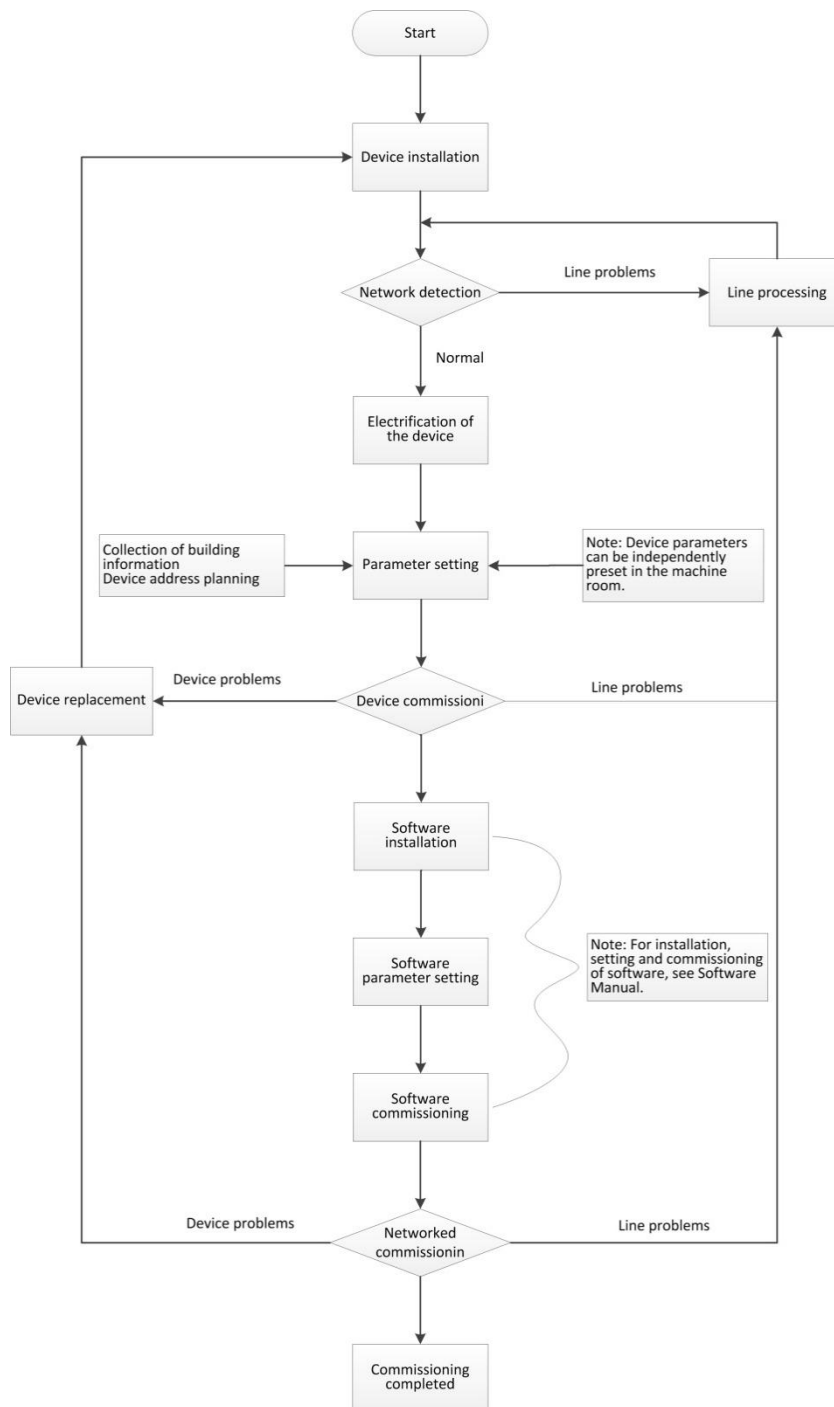 Start
Device installation
Network detection
Line problems
Line processing
Normal
Electrification of
the device
Collection of building
information
Device address planning
Parameter setting
Note: Device parameters
can be independently
preset in the machine
room.
Device replacement
Device problems
Device commissioni
Line problems
Software
installation
Software
parameter setting
Note: For installation,
setting and commissioning
of software, see Software
Manual.
Software
commissioning
Device problems
Networked
commissionin
Line problems
Commissioning
completed